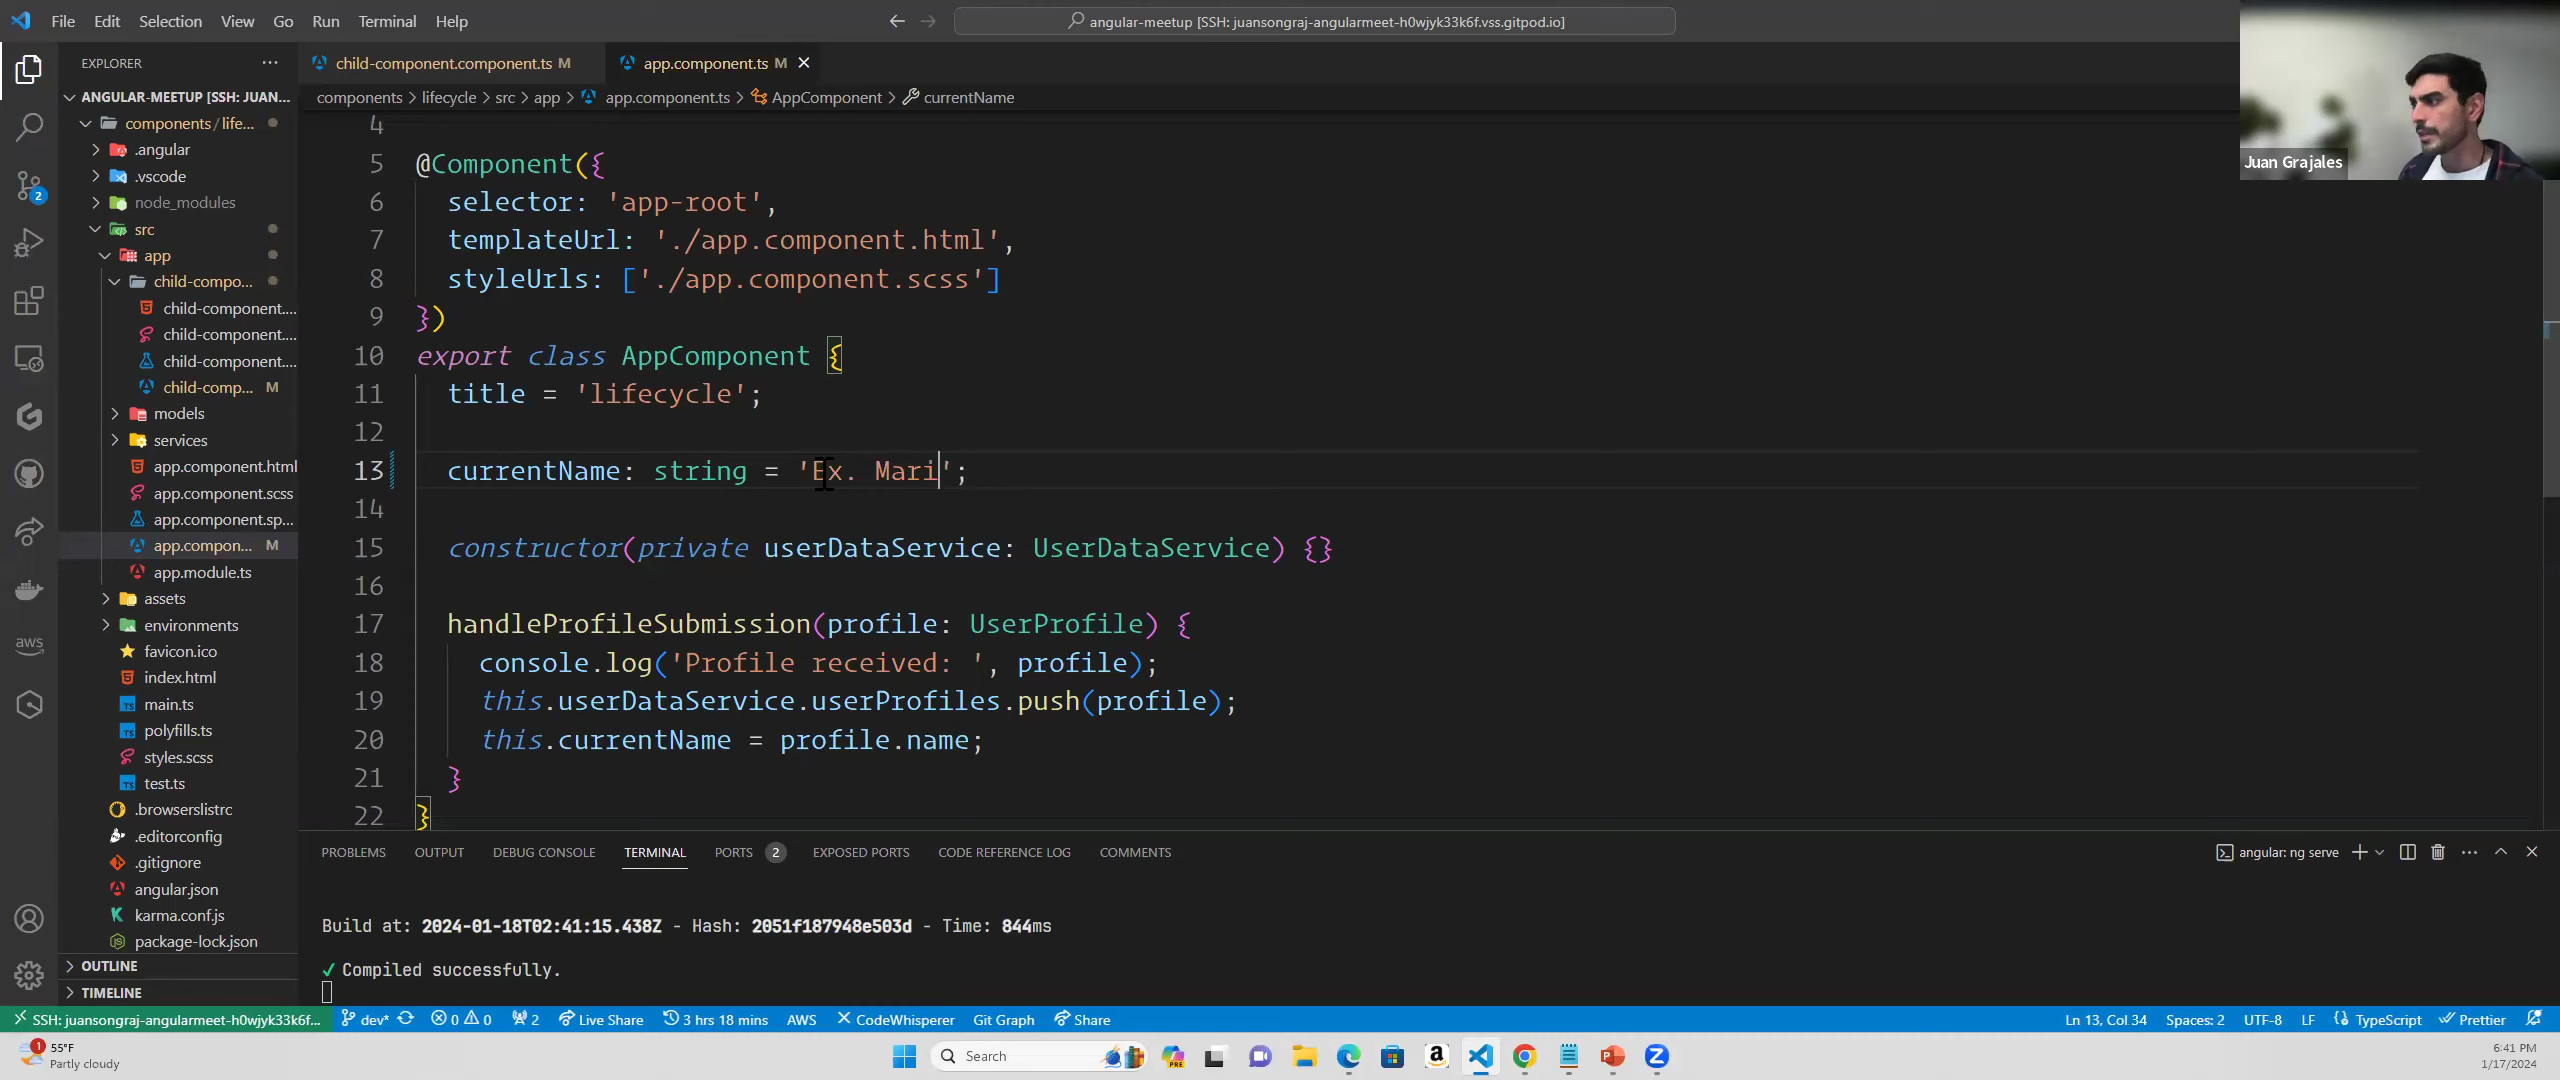 File Edit Selection View Go Run Terminal Help
angular-meetup [SSH: juansongraj-angularmeet-h0wjyk33k6f.vss.gitpod.io]
Juan Grajales
EXPLORER
child-component.component.ts M
app.component.ts M
components > lifecycle > src > app > app.component.ts > AppComponent > currentName
ANGULAR-MEETUP [SSH: JUAN...
components/life...
.angular
.vscode
node_modules
src
app
child-compo...
child-component....
child-component....
child-component....
child-comp... M
models
services
app.component.html
app.component.scss
app.component.sp...
app.compon... M
app.module.ts
assets
environments
favicon.ico
index.html
main.ts
polyfills.ts
styles.scss
test.ts
.browserslistrc
.editorconfig
.gitignore
angular.json
karma.conf.js
package-lock.json
OUTLINE
TIMELINE
2
aws
4
5 @Component({
6 selector: 'app-root',
7 templateUrl: './app.component.html',
8 styleUrls: ['./app.component.scss']
9 })
10 export class AppComponent {
11 title = 'lifecycle';
12
13 currentName: string = 'Ex. Mari';
14
15 constructor(private userDataService: UserDataService) {}
16
17 handleProfileSubmission(profile: UserProfile) {
18 console.log('Profile received: ', profile);
19 this.userDataService.userProfiles.push(profile);
20 this.currentName = profile.name;
21 }
22 }
PROBLEMS OUTPUT DEBUG CONSOLE TERMINAL PORTS 2 EXPOSED PORTS CODE REFERENCE LOG COMMENTS
angular: ng serve
Build at: 2024-01-18T02:41:15.438Z - Hash: 2051f187948e503d - Time: 844ms
✓ Compiled successfully.
SSH: juansongraj-angularmeet-h0wjyk33k6f... dev* 0 0 2 Live Share 3 hrs 18 mins AWS CodeWhisperer Git Graph Share
Ln 13, Col 34 Spaces: 2 UTF-8 LF TypeScript Prettier
1
55°F
Partly cloudy
Search
PRE
6:41 PM
1/17/2024